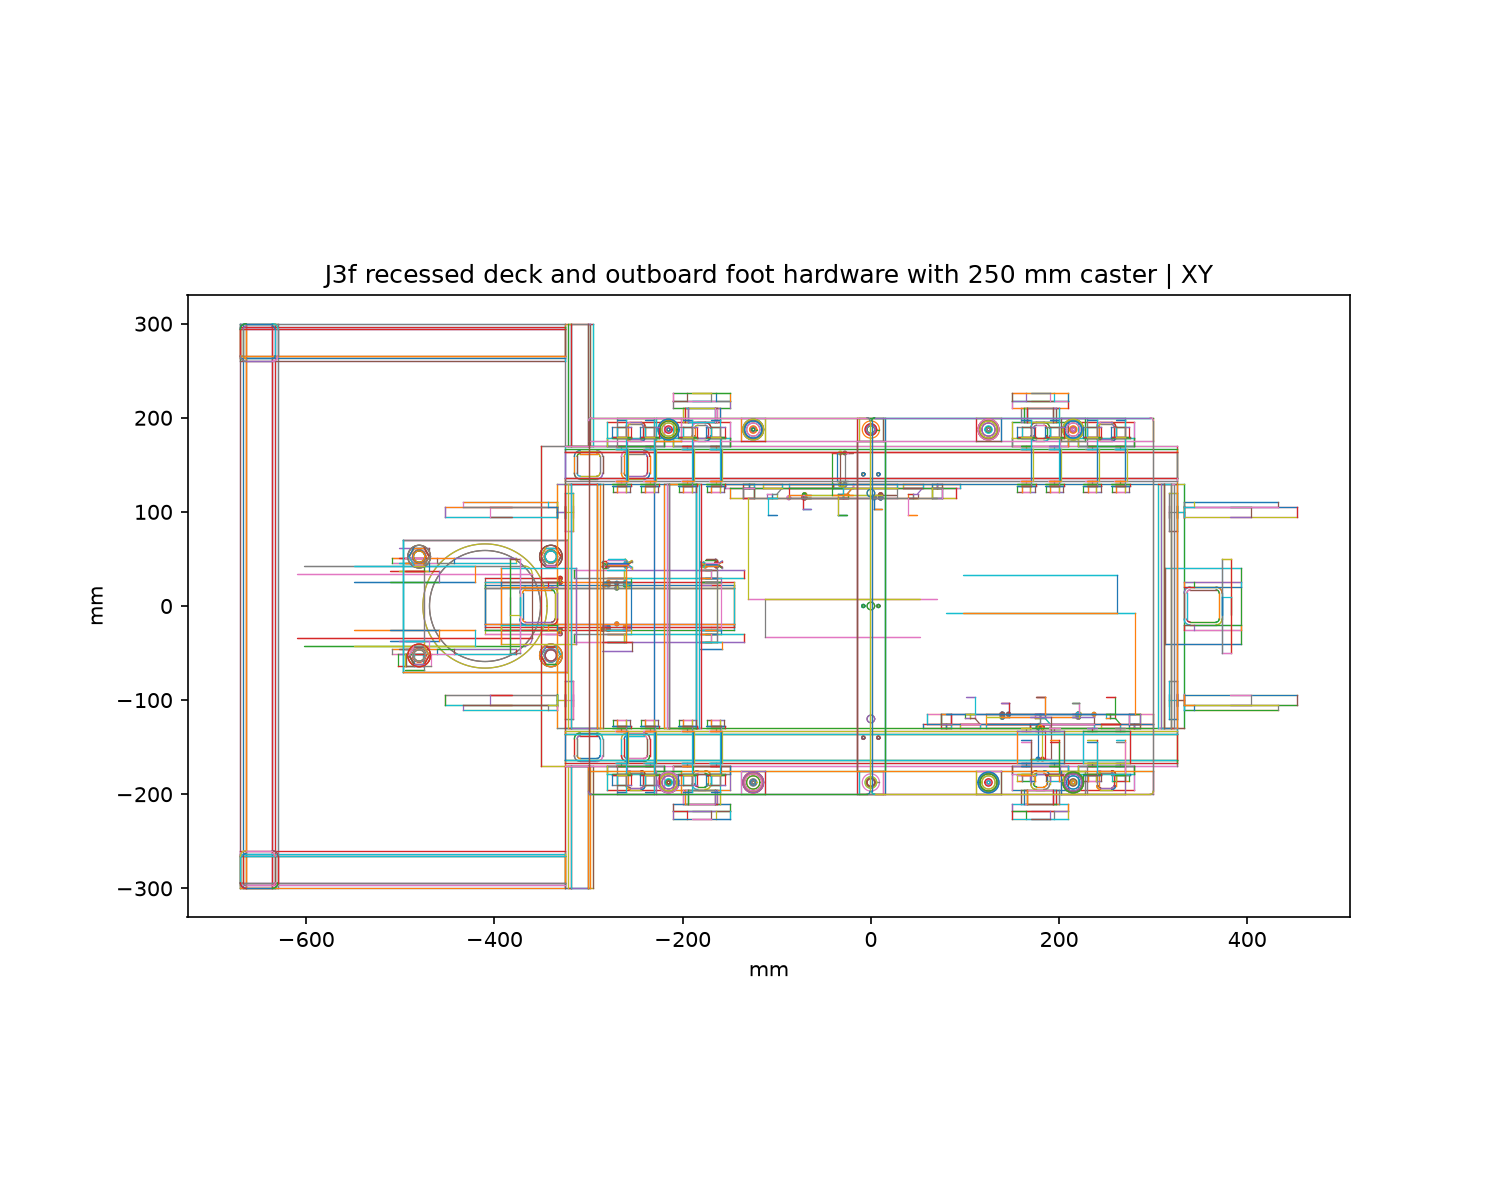 J3f recessed deck and outboard foot hardware with 250 mm caster | XY
300
200
100
0
−100
−200
−300
mm
−600 −400 −200 0 200 400
mm